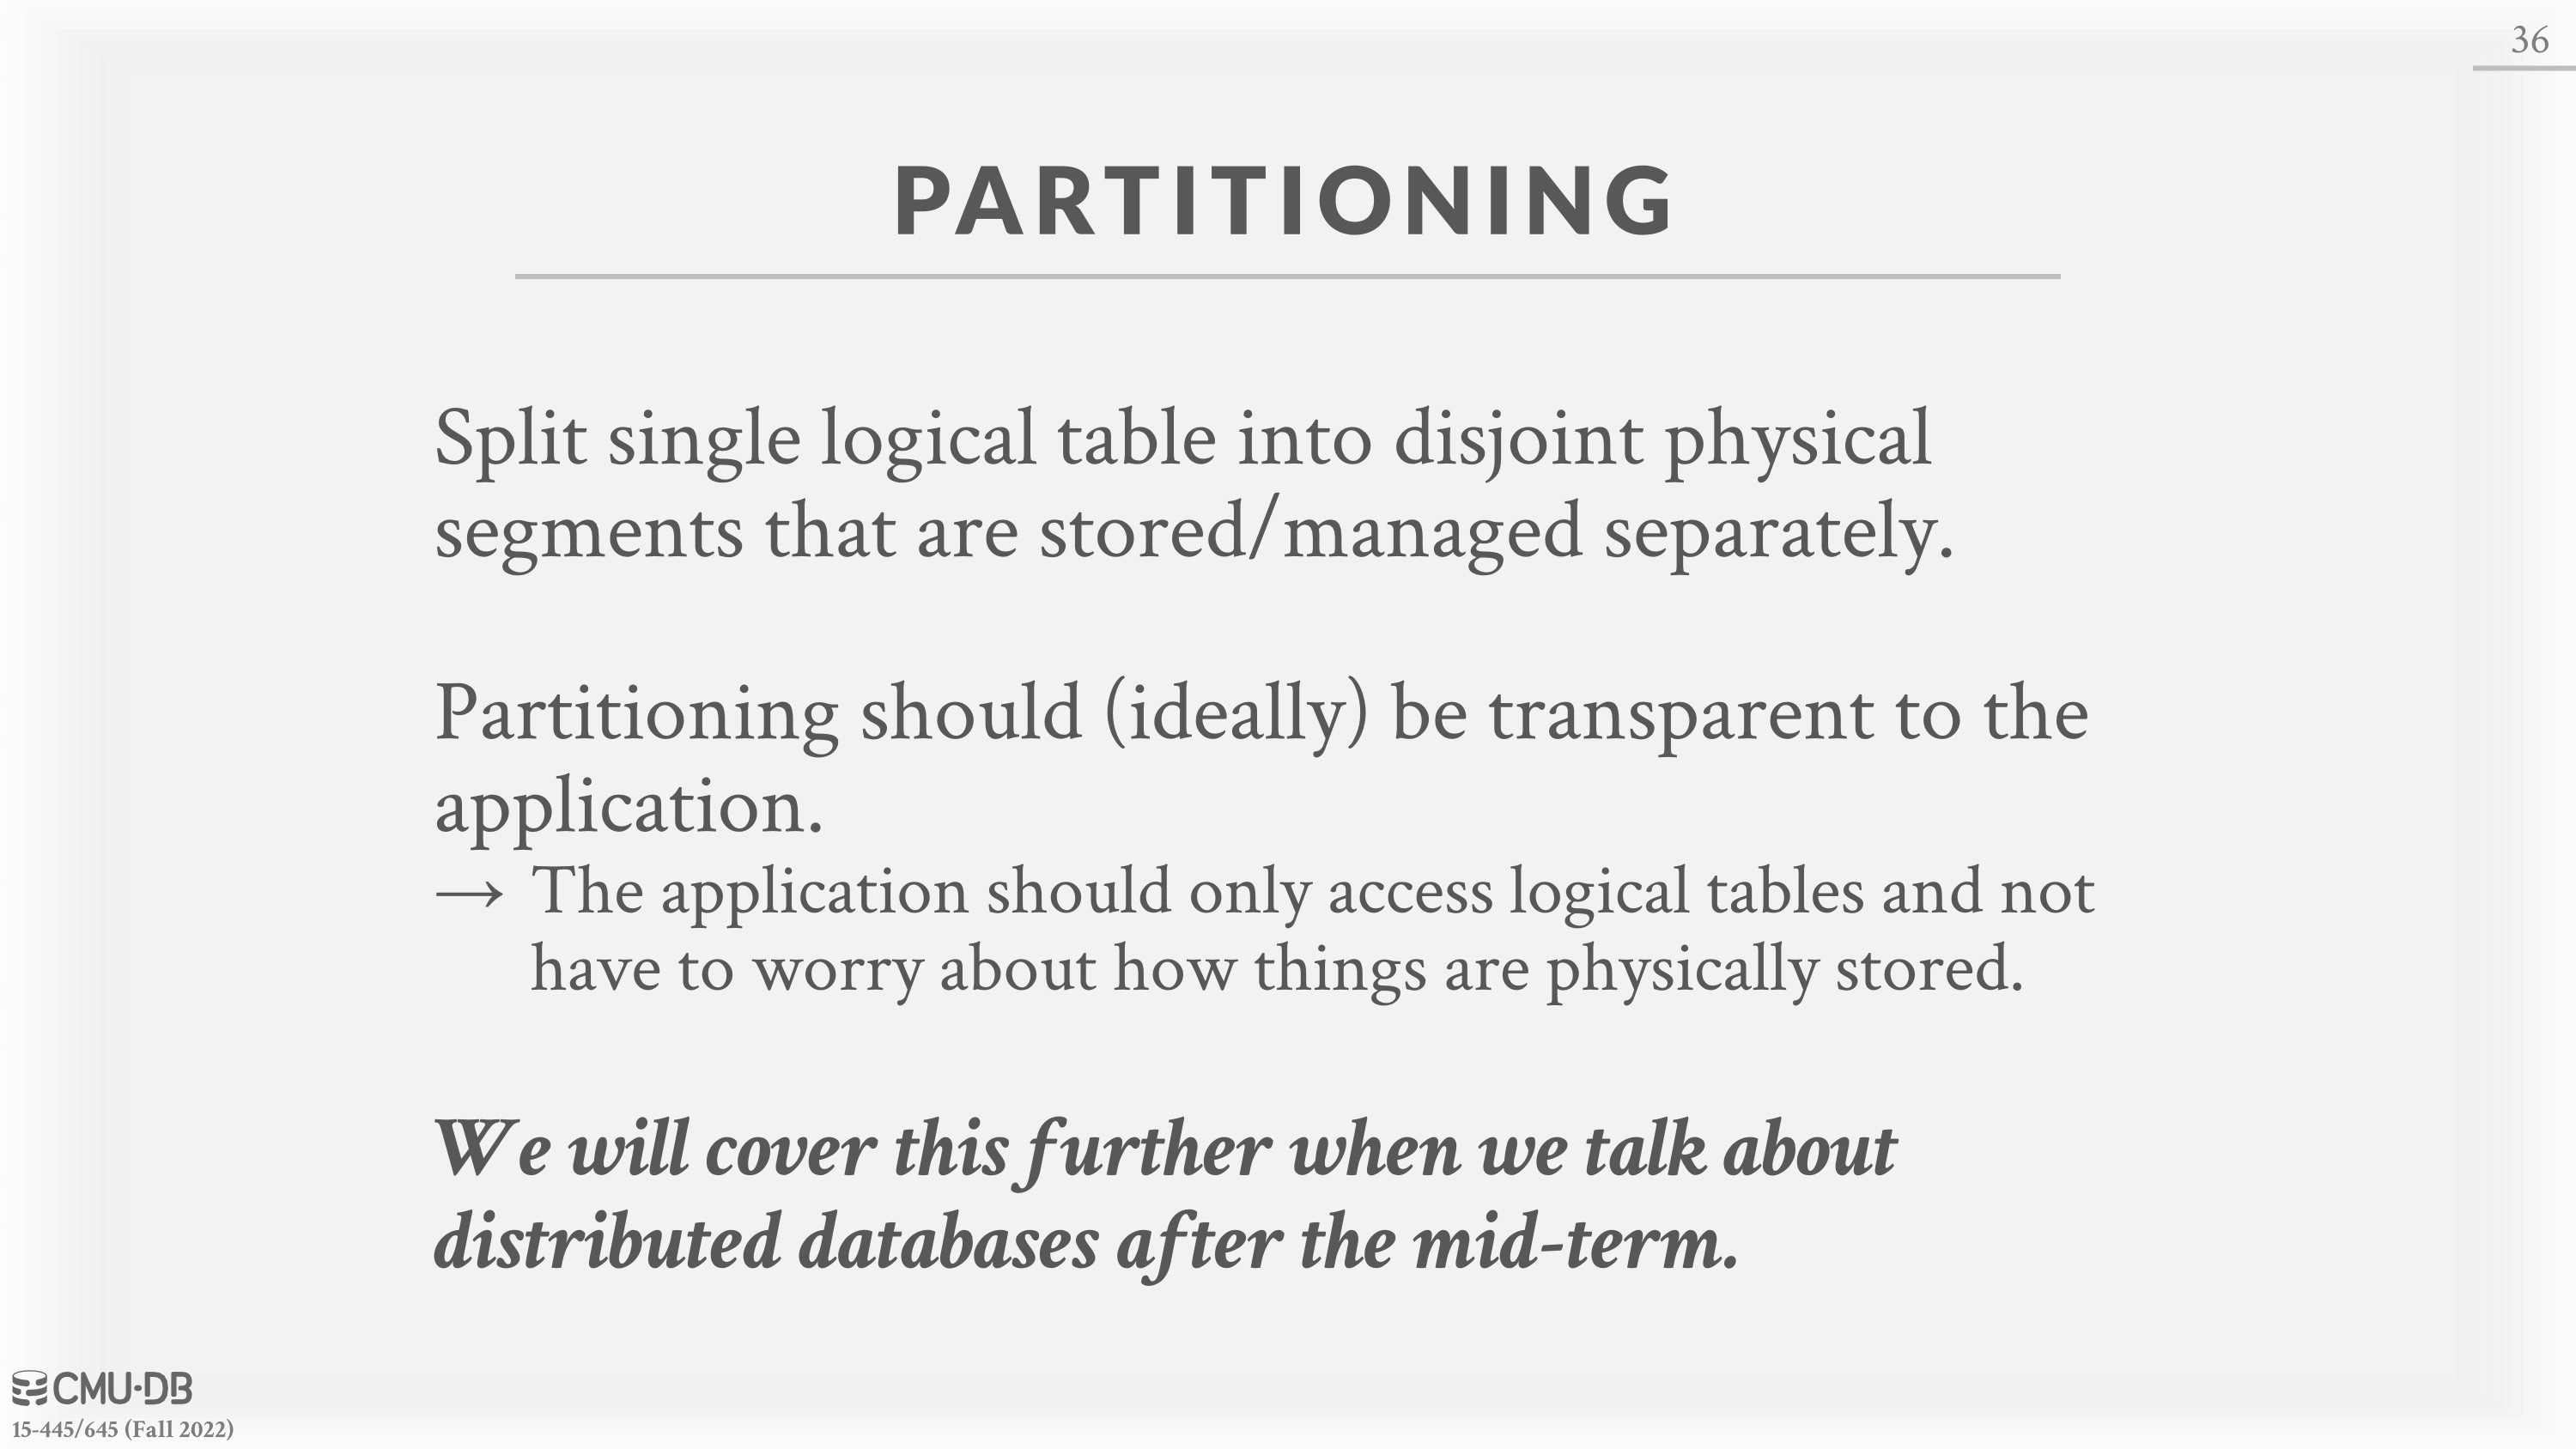 36
PARTITIONING
Split single logical table into disjoint physical
segments that are stored/managed separately.
Partitioning should (ideally) be transparent to the
application.
→ The application should only access logical tables and not
have to worry about how things are physically stored.
We will cover this further when we talk about
distributed databases after the mid-term.
CMU·DB
15-445/645 (Fall 2022)